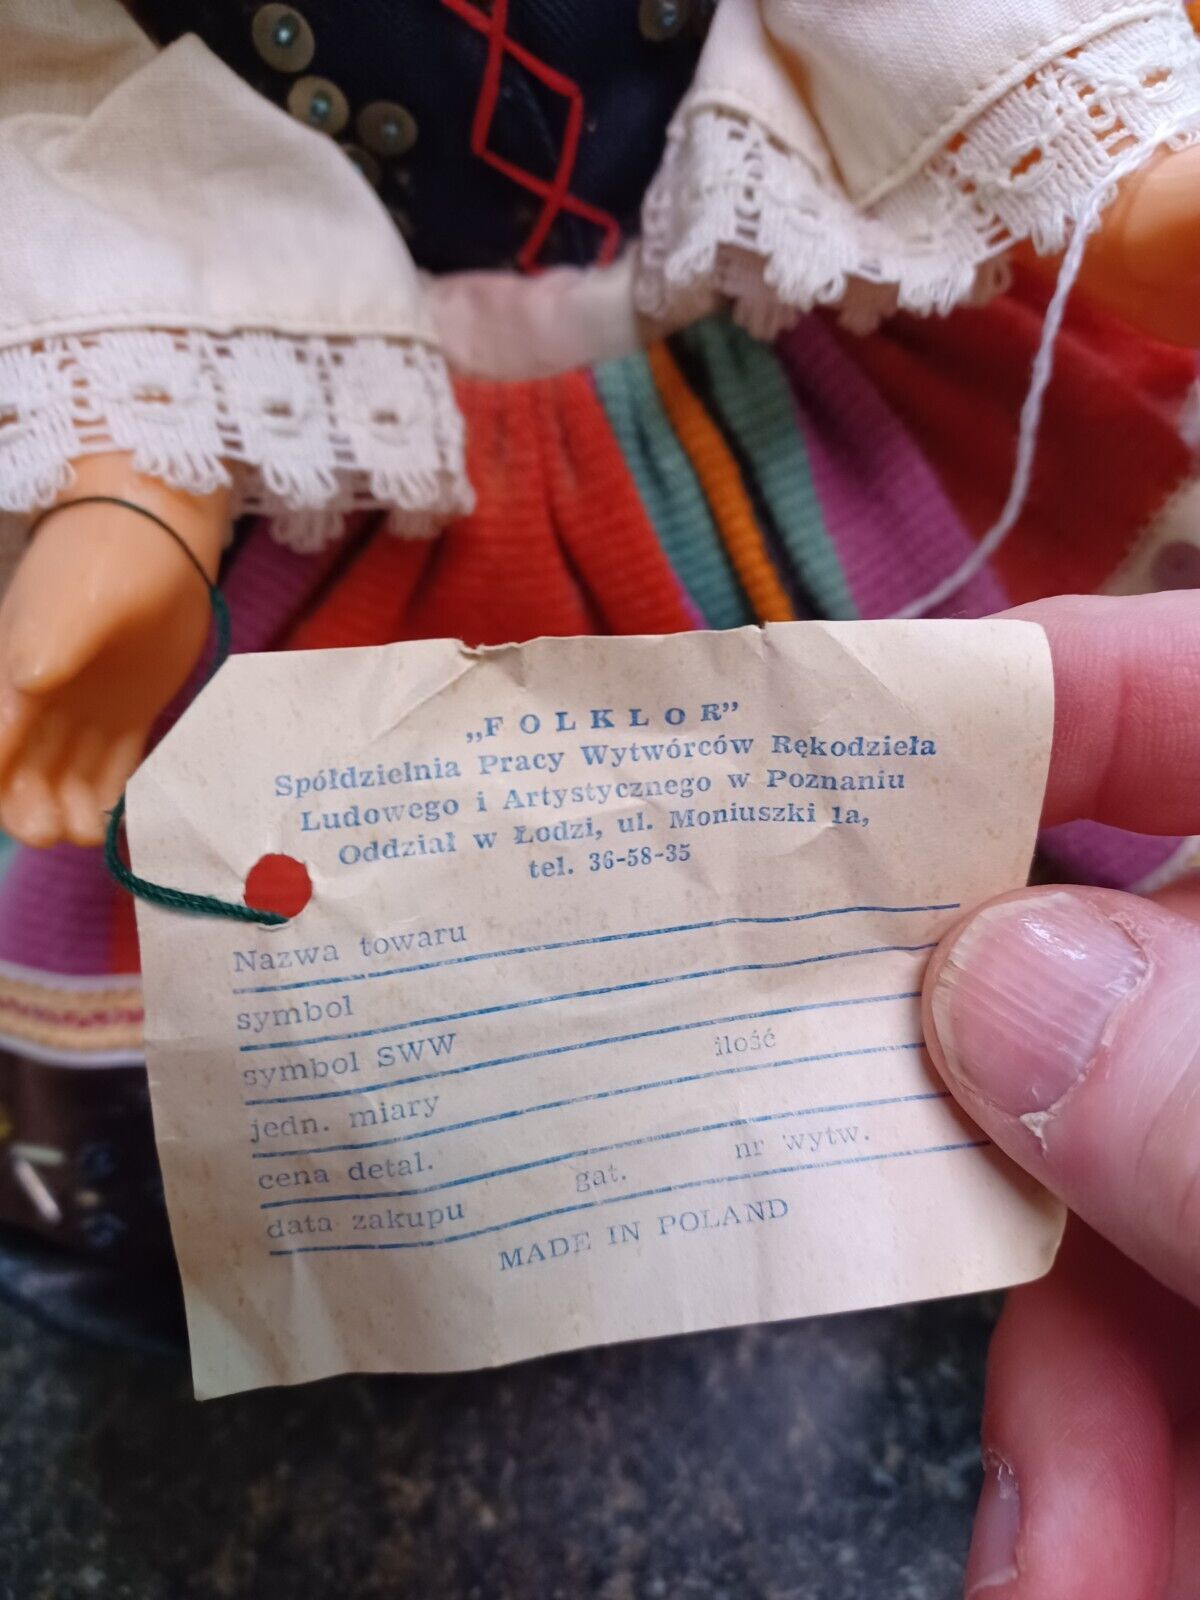 „FOLKLOR”
Spółdzielnia Pracy Wytwórców Rękodzieła
Ludowego i Artystycznego w Poznaniu
Oddział w Łodzi, ul. Moniuszki 1a,
tel. 36-58-35
Nazwa towaru
symbol
symbol SWW
jedn. miary ilość
cena detal.
data zakupu gat. nr wytw.
MADE IN POLAND